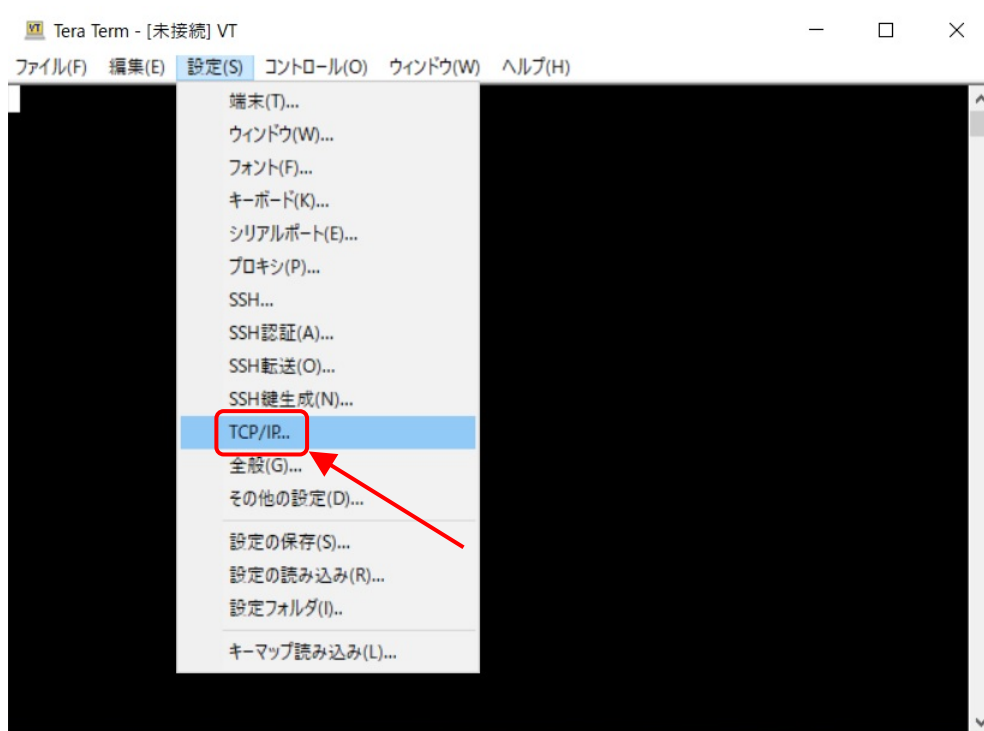 Tera Term - [未接続] VT
ファイル(F) 編集(E) 設定(S) コントロール(O) ウィンドウ(W) ヘルプ(H)
端末(T)...
ウィンドウ(W)...
フォント(F)...
キーボード(K)...
シリアルポート(E)...
プロキシ(P)...
SSH...
SSH認証(A)...
SSH転送(O)...
SSH鍵生成(N)...
TCP/IP...
全般(G)...
その他の設定(D)...
設定の保存(S)...
設定の読み込み(R)...
設定フォルダ(I)..
キーマップ読み込み(L)...